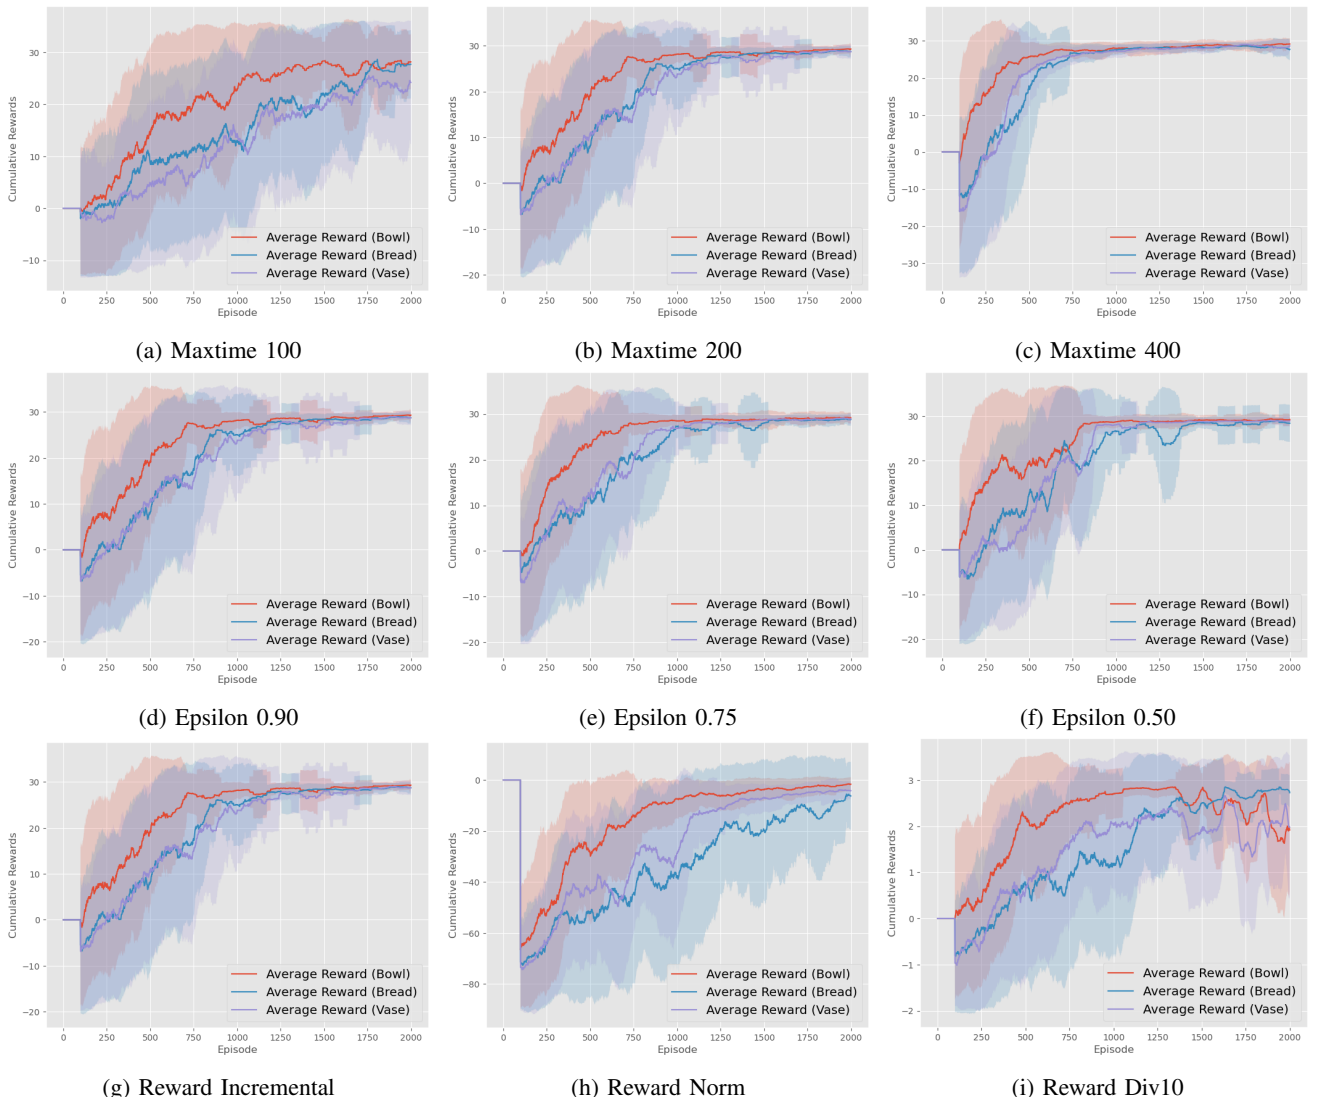 30
20
10
0
−10
Cumulative Rewards
Average Reward (Bowl)
Average Reward (Bread)
Average Reward (Vase)
0 250 500 750 1000 1250 1500 1750 2000
Episode
(a) Maxtime 100
30
20
10
0
−10
−20
Cumulative Rewards
Average Reward (Bowl)
Average Reward (Bread)
Average Reward (Vase)
0 250 500 750 1000 1250 1500 1750 2000
Episode
(b) Maxtime 200
30
20
10
0
−10
−20
−30
Cumulative Rewards
Average Reward (Bowl)
Average Reward (Bread)
Average Reward (Vase)
0 250 500 750 1000 1250 1500 1750 2000
Episode
(c) Maxtime 400
30
20
10
0
−10
−20
Cumulative Rewards
Average Reward (Bowl)
Average Reward (Bread)
Average Reward (Vase)
0 250 500 750 1000 1250 1500 1750 2000
Episode
(d) Epsilon 0.90
30
20
10
0
−10
−20
Cumulative Rewards
Average Reward (Bowl)
Average Reward (Bread)
Average Reward (Vase)
0 250 500 750 1000 1250 1500 1750 2000
Episode
(e) Epsilon 0.75
30
20
10
0
−10
−20
Cumulative Rewards
Average Reward (Bowl)
Average Reward (Bread)
Average Reward (Vase)
0 250 500 750 1000 1250 1500 1750 2000
Episode
(f) Epsilon 0.50
30
20
10
0
−10
−20
Cumulative Rewards
Average Reward (Bowl)
Average Reward (Bread)
Average Reward (Vase)
0 250 500 750 1000 1250 1500 1750 2000
Episode
(g) Reward Incremental
0
−20
−40
−60
−80
Cumulative Rewards
Average Reward (Bowl)
Average Reward (Bread)
Average Reward (Vase)
0 250 500 750 1000 1250 1500 1750 2000
Episode
(h) Reward Norm
3
2
1
0
−1
−2
Cumulative Rewards
Average Reward (Bowl)
Average Reward (Bread)
Average Reward (Vase)
0 250 500 750 1000 1250 1500 1750 2000
Episode
(i) Reward Div10